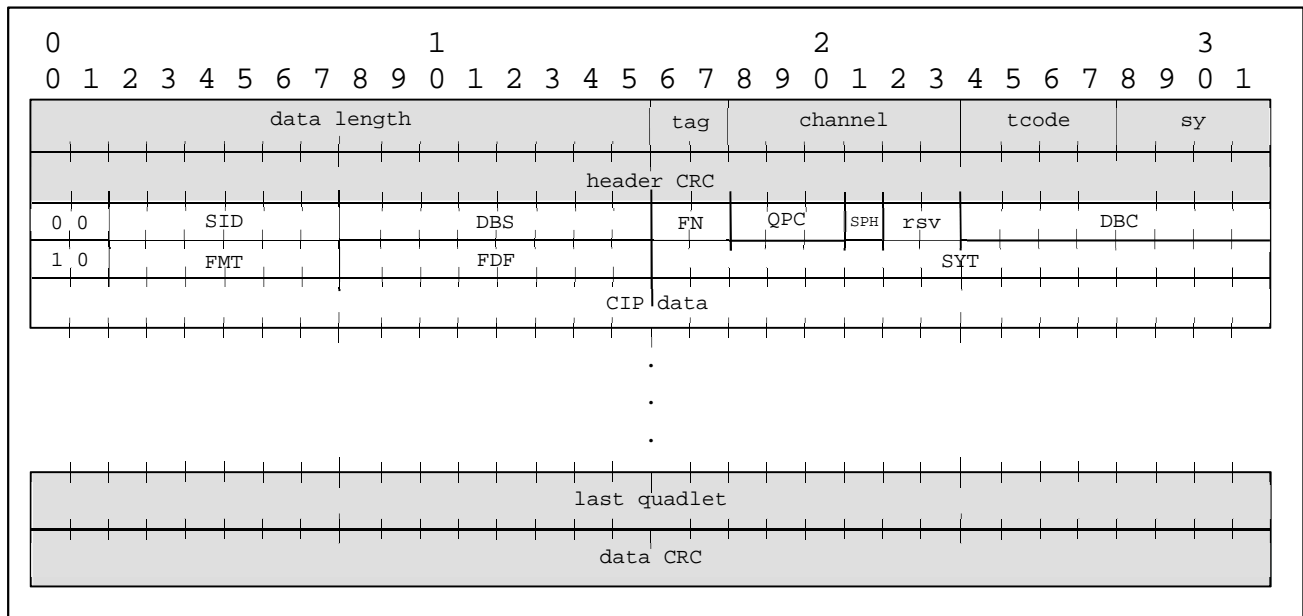 0 1 2 3
0 1 2 3 4 5 6 7 8 9 0 1 2 3 4 5 6 7 8 9 0 1 2 3 4 5 6 7 8 9 0 1
data length tag channel tcode sy
header CRC
0 0 SID DBS FN QPC SPH rsv DBC
1 0 FMT FDF SYT
CIP data
.
.
.
last quadlet
data CRC